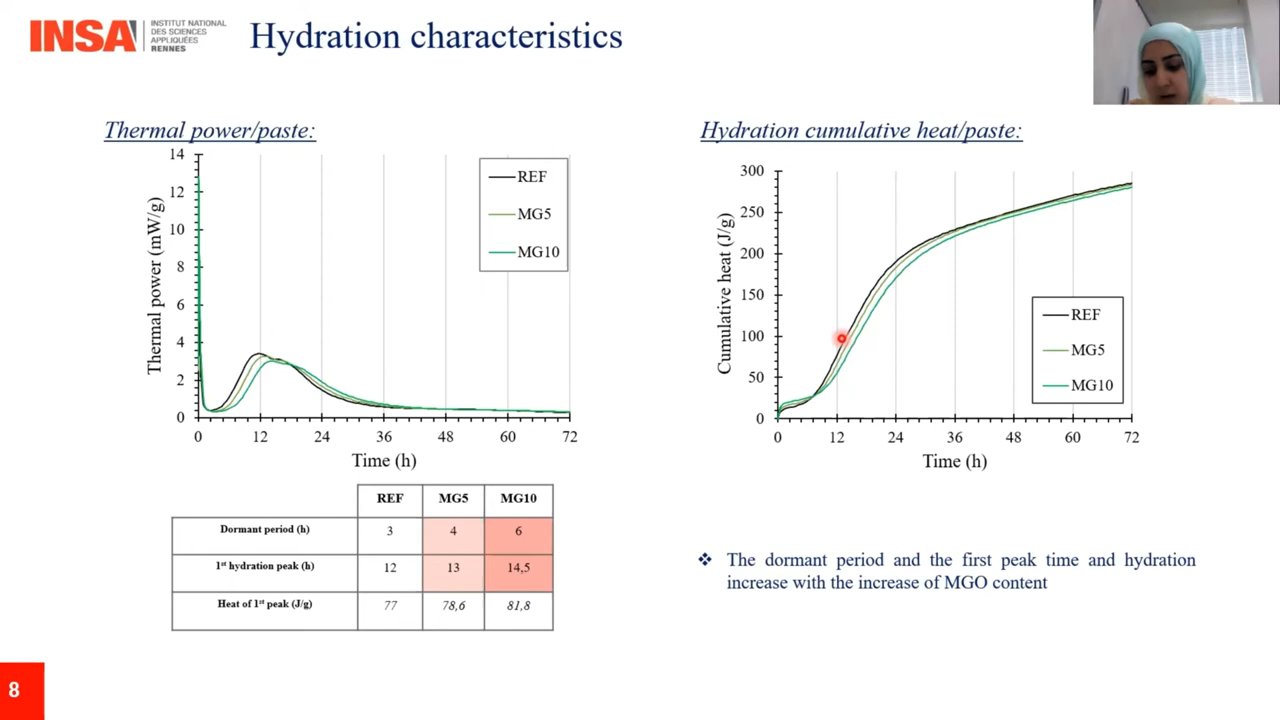 INSA
INSTITUT NATIONAL
DES SCIENCES
APPLIQUÉES
RENNES
Hydration characteristics
Thermal power/paste:
14
12
10
8
6
4
2
0
Thermal power (mW/g)
REF
MG5
MG10
0 12 24 36 48 60 72
Time (h)
Hydration cumulative heat/paste:
300
250
200
150
100
50
0
Cumulative heat (J/g)
REF
MG5
MG10
0 12 24 36 48 60 72
Time (h)
REF MG5 MG10
Dormant period (h) 3 4 6
1st hydration peak (h) 12 13 14,5
Heat of 1st peak (J/g) 77 78,6 81,8
❖ The dormant period and the first peak time and hydration
increase with the increase of MGO content
8